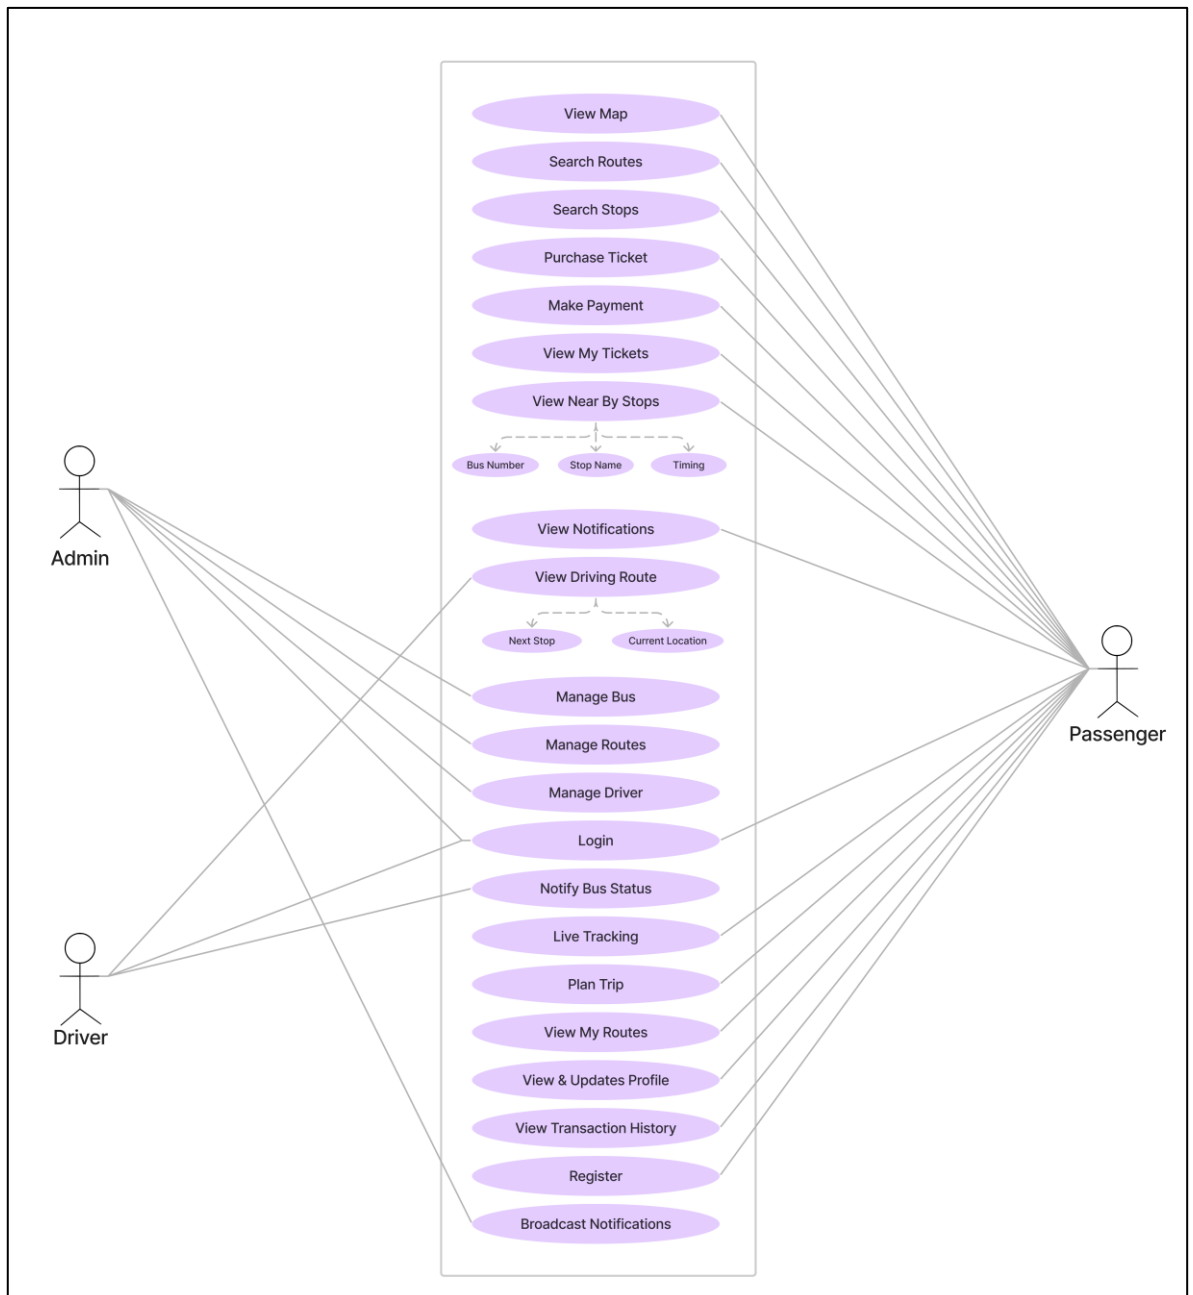 View Map
Search Routes
Search Stops
Purchase Ticket
Make Payment
View My Tickets
View Near By Stops
Bus Number
Stop Name
Timing
Admin
View Notifications
View Driving Route
Next Stop
Current Location
Passenger
Manage Bus
Manage Routes
Manage Driver
Login
Notify Bus Status
Live Tracking
Plan Trip
Driver
View My Routes
View & Updates Profile
View Transaction History
Register
Broadcast Notifications